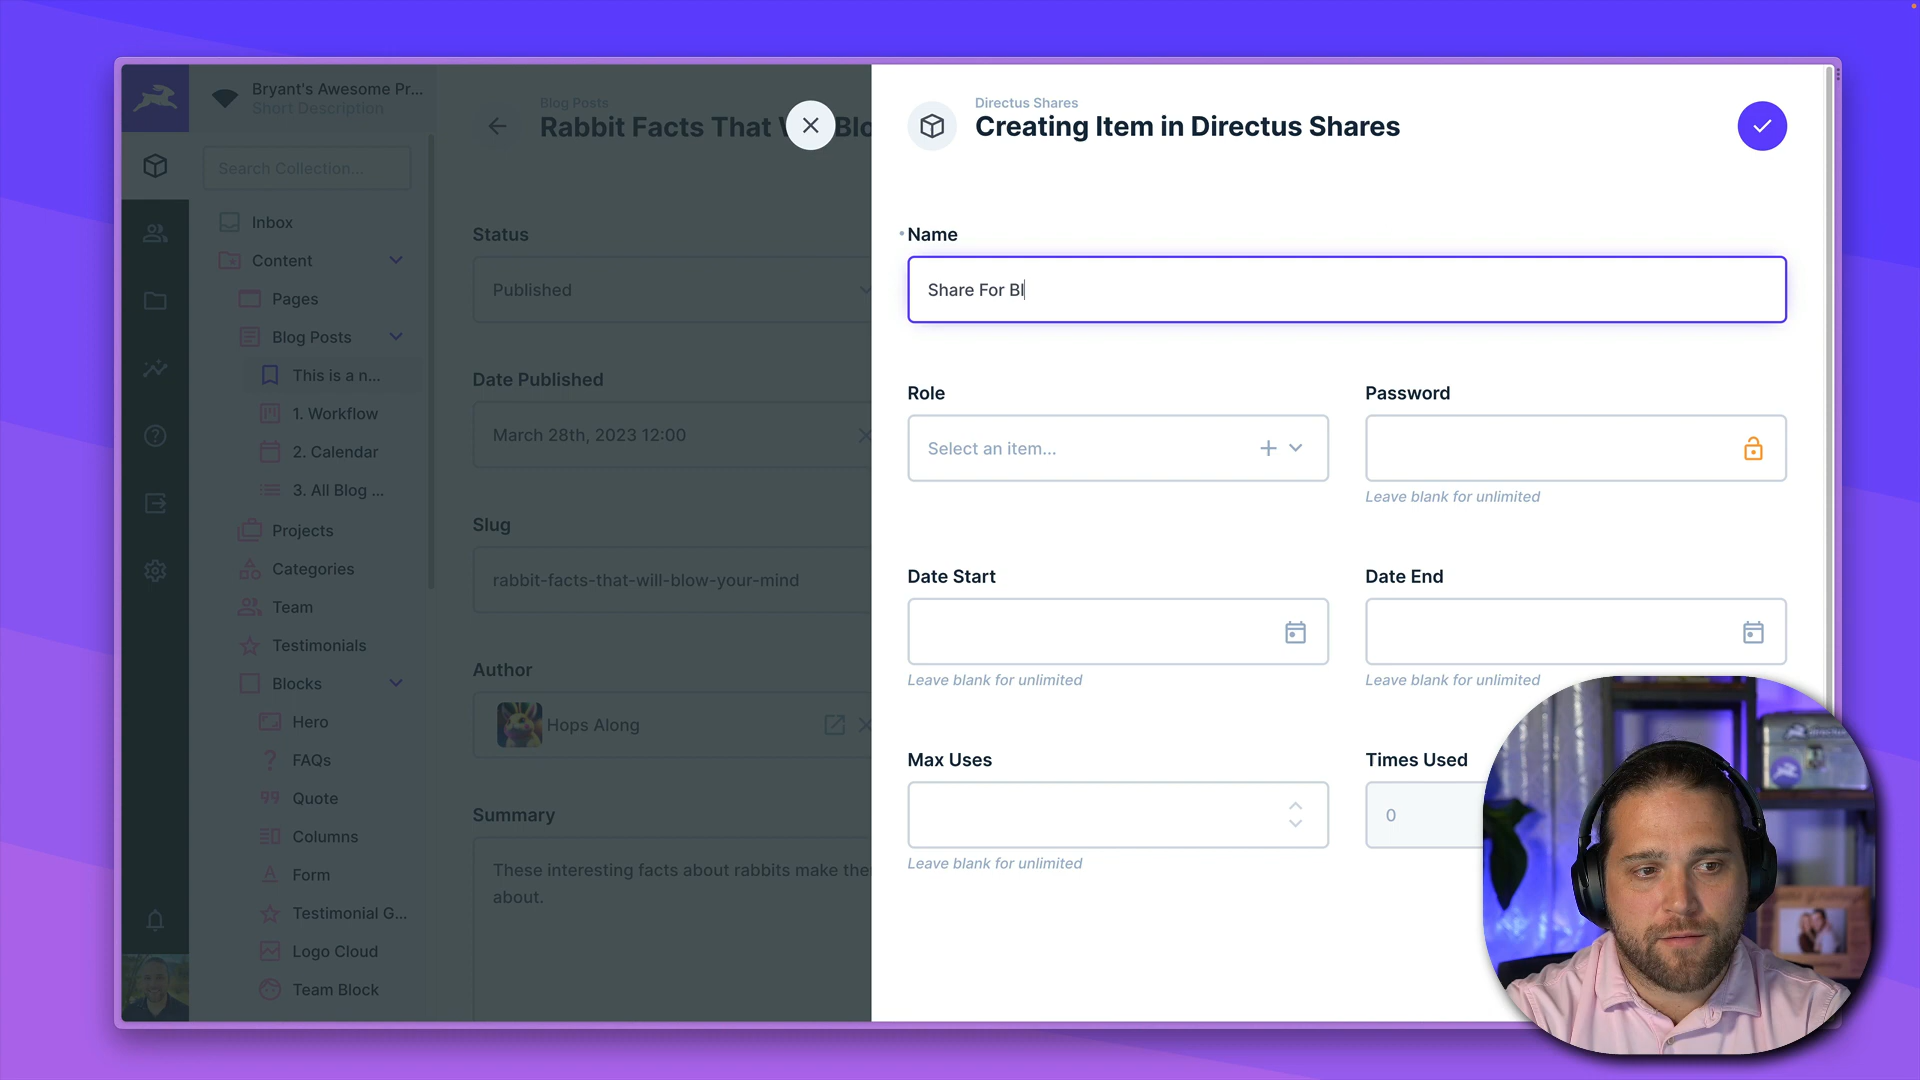 Bryant's Awesome Pr...
Short Description
Search Collection...
Inbox
Content
Pages
Blog Posts
This is a n...
1. Workflow
2. Calendar
3. All Blog ...
Projects
Categories
Team
Testimonials
Blocks
Hero
FAQs
Quote
Columns
Form
Testimonial G...
Logo Cloud
Team Block
Blog Posts
Rabbit Facts That
Status
Published
Date Published
March 28th, 2023 12:00
Slug
rabbit-facts-that-will-blow-your-mind
Author
Hops Along
Summary
These interesting facts about rabbits make
about.
Directus Shares
Creating Item in Directus Shares
Name
Share For Bl
Role
Select an item...
Password
Leave blank for unlimited
Date Start
Leave blank for unlimited
Date End
Leave blank for unlimited
Max Uses
Leave blank for unlimited
Times Used
0